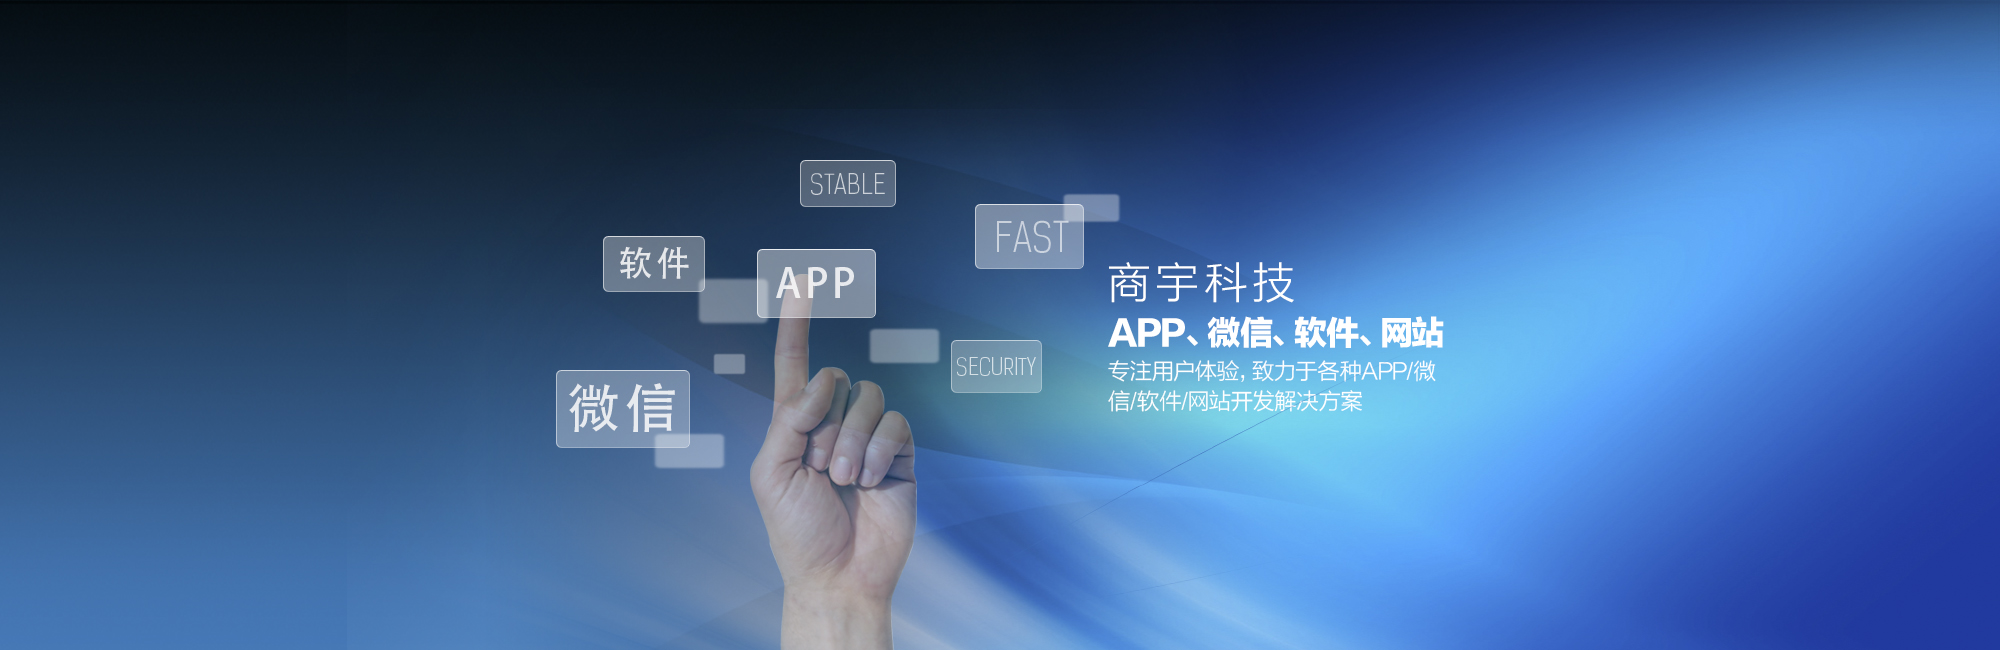 STABLE
FAST
软件
APP
商宇科技
APP、微信、软件、网站
SECURITY
专注用户体验, 致力于各种APP/微
信/软件/网站开发解决方案
微信